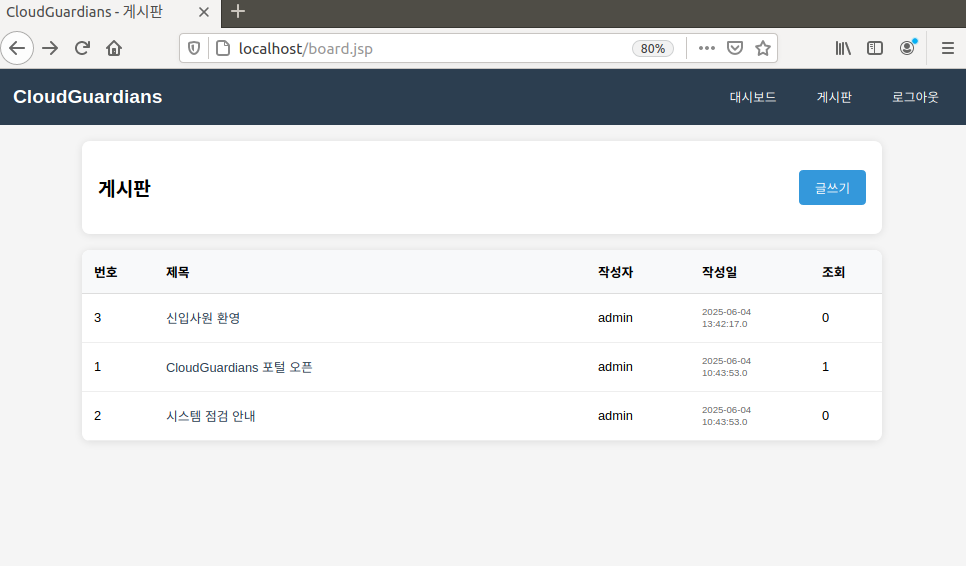 CloudGuardians - 게시판
localhost/board.jsp
80%
CloudGuardians
대시보드 게시판 로그아웃
게시판
글쓰기
번호 제목 작성자 작성일 조회
3 신입사원 환영 admin 2025-06-04 13:42:17.0 0
1 CloudGuardians 포털 오픈 admin 2025-06-04 10:43:53.0 1
2 시스템 점검 안내 admin 2025-06-04 10:43:53.0 0